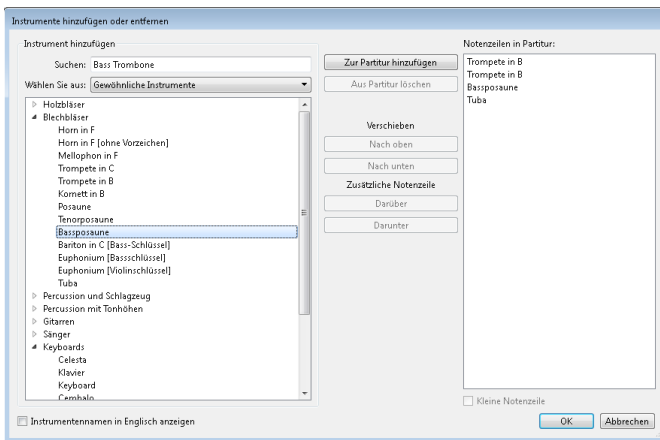 Instrumente hinzufügen oder entfernen
Instrument hinzufügen
Suchen: Bass Trombone
Wählen Sie aus: Gewöhnliche Instrumente
Holzbläser
Blechbläser
Horn in F
Horn in F [ohne Vorzeichen]
Mellophon in F
Trompete in C
Trompete in B
Kornett in B
Posaune
Tenorposaune
Bassposaune
Bariton in C [Bass-Schlüssel]
Euphonium [Bassschlüssel]
Euphonium [Violinschlüssel]
Tuba
Percussion und Schlagzeug
Percussion mit Tonhöhen
Gitarren
Sänger
Keyboards
Celesta
Klavier
Keyboard
Cembalo
Instrumentennamen in Englisch anzeigen
Zur Partitur hinzufügen
Aus Partitur löschen
Verschieben
Nach oben
Nach unten
Zusätzliche Notenzeile
Darüber
Darunter
Notenzeilen in Partitur:
Trompete in B
Trompete in B
Bassposaune
Tuba
Kleine Notenzeile
OK
Abbrechen